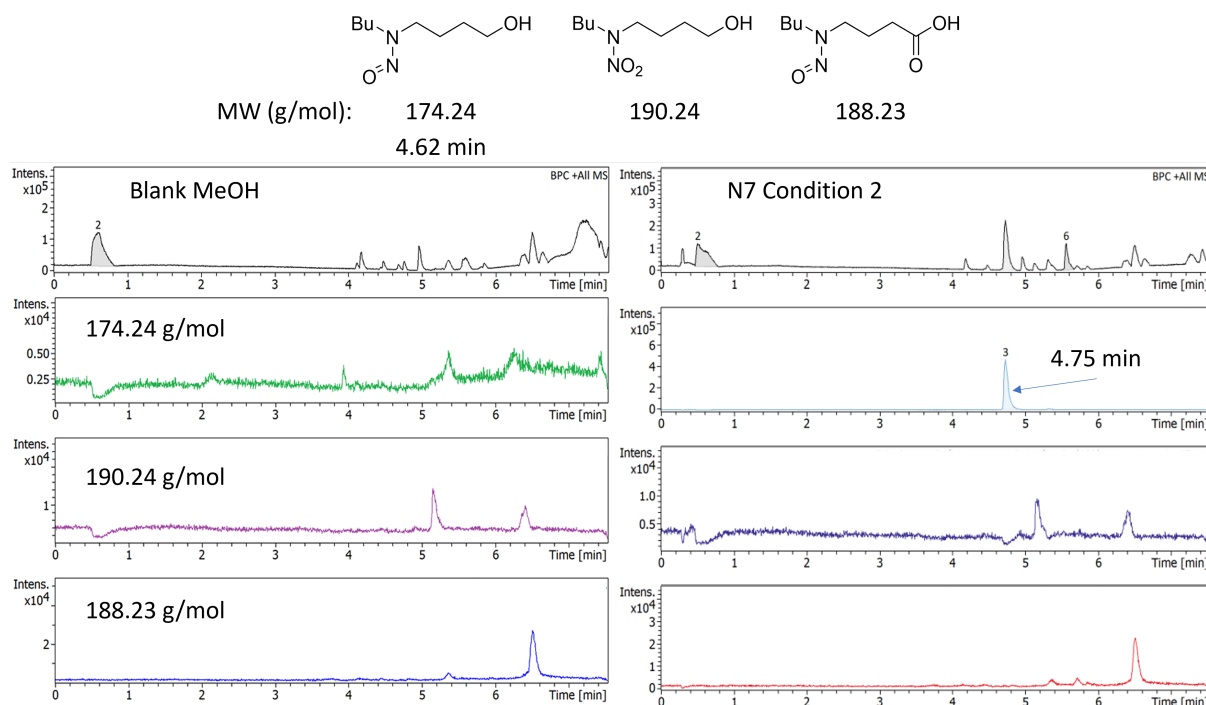 Bu N OH Bu N OH Bu N OH
O N NO2 O N O
MW (g/mol): 174.24 190.24 188.23
4.62 min
Intens. x10^5 BPC +All MS
Blank MeOH
2
2
1
0
0 1 2 3 4 5 6 Time [min]
Intens. x10^5 BPC +All MS
N7 Condition 2
3
2
1
0
2 6
0 1 2 3 4 5 6 Time [min]
Intens. x10^4
174.24 g/mol
0.50
0.25
0 1 2 3 4 5 6 Time [min]
Intens. x10^5
6
4
2
0
3
4.75 min
0 1 2 3 4 5 6 Time [min]
Intens. x10^4
190.24 g/mol
1
0 1 2 3 4 5 6 Time [min]
Intens. x10^4
1.0
0.5
0 1 2 3 4 5 6 Time [min]
Intens. x10^4
188.23 g/mol
2
0 1 2 3 4 5 6 Time [min]
Intens. x10^4
4
3
2
1
0
0 1 2 3 4 5 6 Time [min]